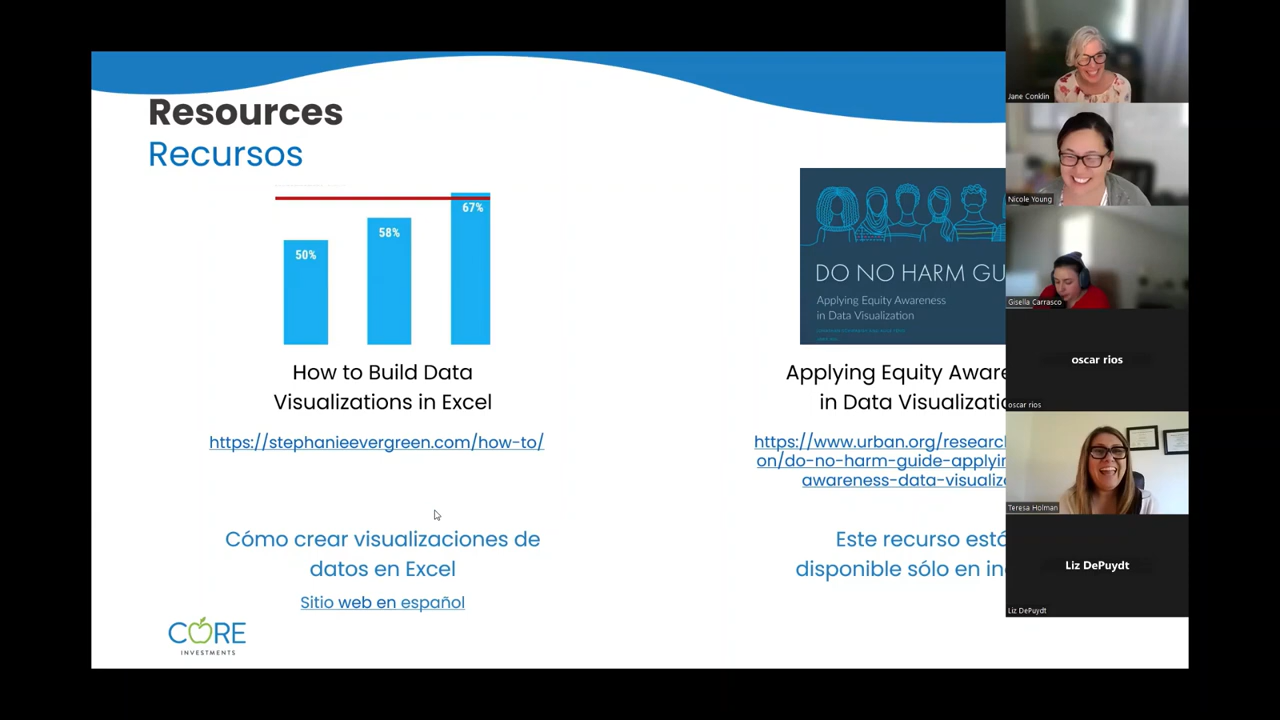 Resources
Recursos
50%
58%
67%
How to Build Data
Visualizations in Excel
https://stephanieevergreen.com/how-to/
Cómo crear visualizaciones de
datos en Excel
Sitio web en español
CORE
INVESTMENTS
DO NO HARM GU
Applying Equity Awareness
in Data Visualization
Applying Equity Aware
in Data Visualizatio
https://www.urban.org/researc
on/do-no-harm-guide-applyin
awareness-data-visualiz
Este recurso está
disponible sólo en in
Jane Conklin
Nicole Young
Gisella Carrasco
oscar rios
oscar rios
Teresa Holman
Liz DePuydt
Liz DePuydt